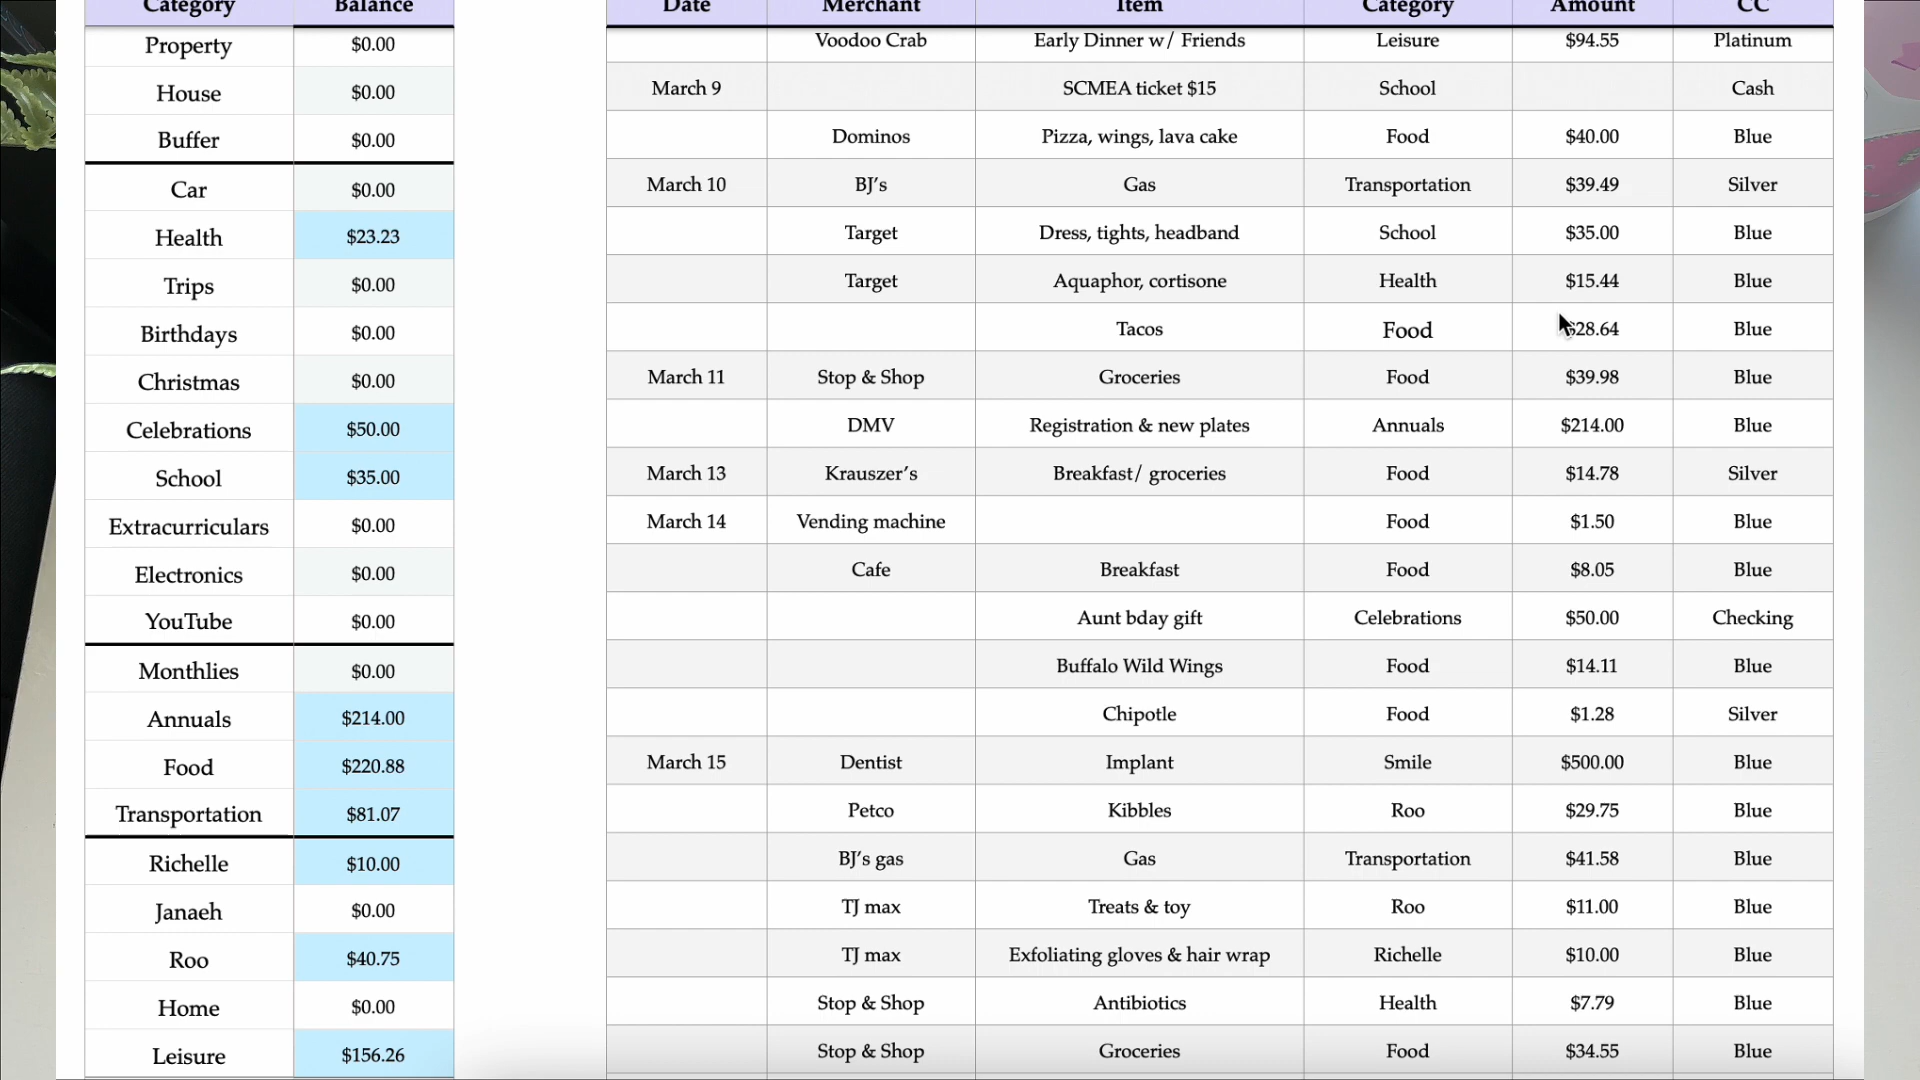 Category Balance
Property $0.00
House $0.00
Buffer $0.00
Car $0.00
Health $23.23
Trips $0.00
Birthdays $0.00
Christmas $0.00
Celebrations $50.00
School $35.00
Extracurriculars $0.00
Electronics $0.00
YouTube $0.00
Monthlies $0.00
Annuals $214.00
Food $220.88
Transportation $81.07
Richelle $10.00
Janaeh $0.00
Roo $40.75
Home $0.00
Leisure $156.26
Date Merchant Item Category Amount CC
Voodoo Crab Early Dinner w/ Friends Leisure $94.55 Platinum
March 9 SCMEA ticket $15 School Cash
Dominos Pizza, wings, lava cake Food $40.00 Blue
March 10 BJ's Gas Transportation $39.49 Silver
Target Dress, tights, headband School $35.00 Blue
Target Aquaphor, cortisone Health $15.44 Blue
Tacos Food $28.64 Blue
March 11 Stop & Shop Groceries Food $39.98 Blue
DMV Registration & new plates Annuals $214.00 Blue
March 13 Krauszer's Breakfast/ groceries Food $14.78 Silver
March 14 Vending machine Food $1.50 Blue
Cafe Breakfast Food $8.05 Blue
Aunt bday gift Celebrations $50.00 Checking
Buffalo Wild Wings Food $14.11 Blue
Chipotle Food $1.28 Silver
March 15 Dentist Implant Smile $500.00 Blue
Petco Kibbles Roo $29.75 Blue
BJ's gas Gas Transportation $41.58 Blue
TJ max Treats & toy Roo $11.00 Blue
TJ max Exfoliating gloves & hair wrap Richelle $10.00 Blue
Stop & Shop Antibiotics Health $7.79 Blue
Stop & Shop Groceries Food $34.55 Blue